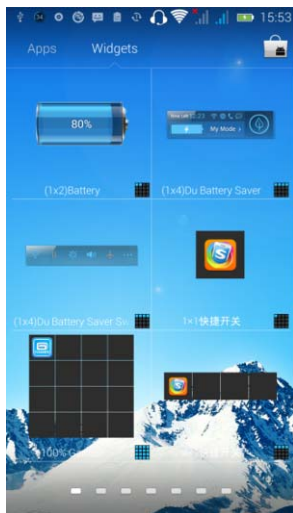 15:53
Apps Widgets
80%
My Mode
(1x2)Battery
(1x4)Du Battery Saver
(1x4)Du Battery Saver
1×1快捷开关
100%